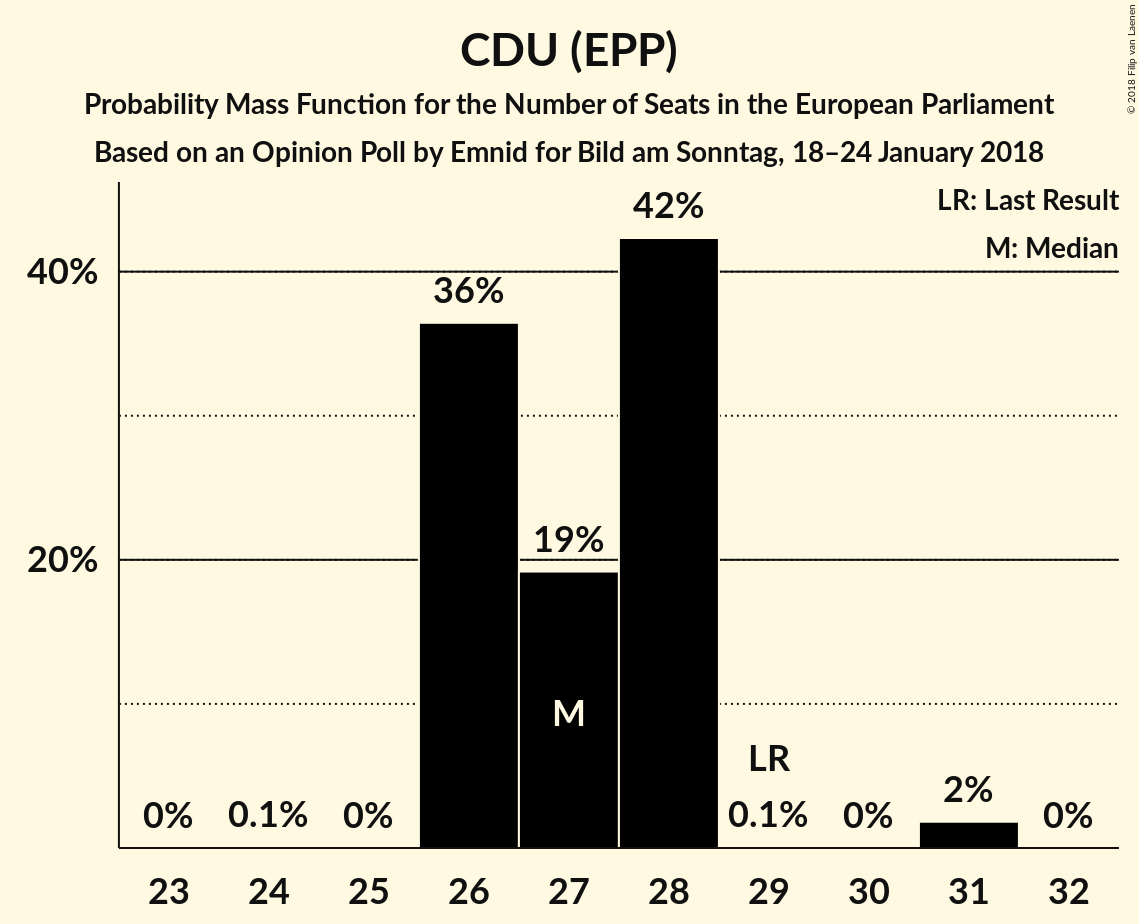 CDU (EPP)
Probability Mass Function for the Number of Seats in the European Parliament
Based on an Opinion Poll by Emnid for Bild am Sonntag, 18–24 January 2018
© 2018 Filip van Laenen
LR: Last Result
M: Median
40%
20%
0%
0.1%
0%
36%
19%
42%
0.1%
0%
2%
0%
M
LR
23 24 25 26 27 28 29 30 31 32